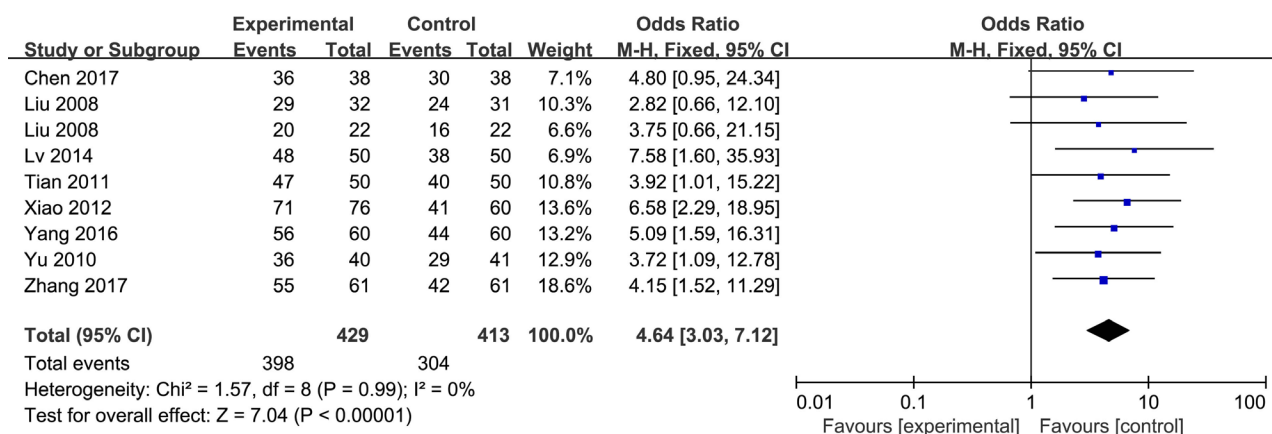 Experimental Control Odds Ratio Odds Ratio
Study or Subgroup Events Total Events Total Weight M-H, Fixed, 95% CI M-H, Fixed, 95% CI
Chen 2017 36 38 30 38 7.1% 4.80 [0.95, 24.34]
Liu 2008 29 32 24 31 10.3% 2.82 [0.66, 12.10]
Liu 2008 20 22 16 22 6.6% 3.75 [0.66, 21.15]
Lv 2014 48 50 38 50 6.9% 7.58 [1.60, 35.93]
Tian 2011 47 50 40 50 10.8% 3.92 [1.01, 15.22]
Xiao 2012 71 76 41 60 13.6% 6.58 [2.29, 18.95]
Yang 2016 56 60 44 60 13.2% 5.09 [1.59, 16.31]
Yu 2010 36 40 29 41 12.9% 3.72 [1.09, 12.78]
Zhang 2017 55 61 42 61 18.6% 4.15 [1.52, 11.29]
Total (95% CI) 429 413 100.0% 4.64 [3.03, 7.12]
Total events 398 304
Heterogeneity: Chi² = 1.57, df = 8 (P = 0.99); I² = 0%
Test for overall effect: Z = 7.04 (P < 0.00001)
0.01 0.1 1 10 100
Favours [experimental] Favours [control]